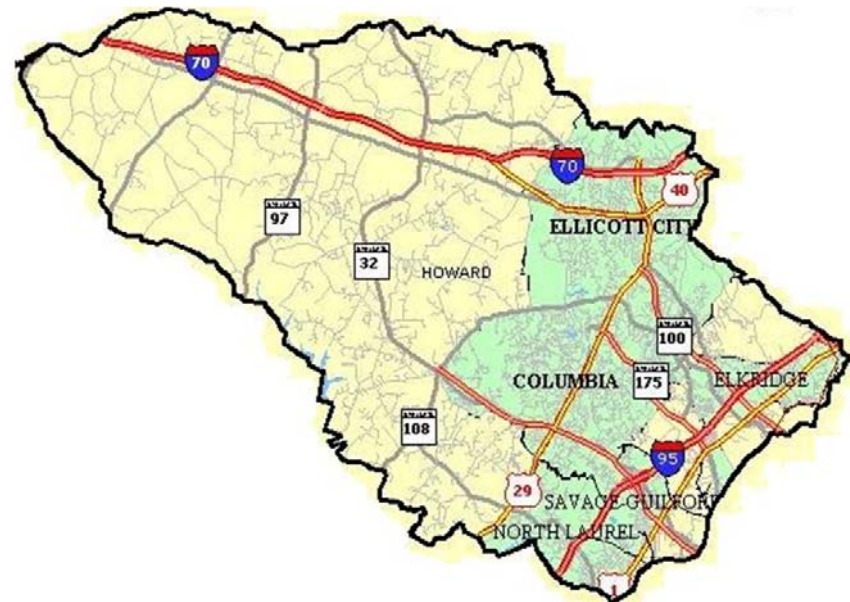 70
70
40
ELLICOTT CITY
97
32
HOWARD
100
ELKRIDGE
COLUMBIA
175
108
95
29
SAVAGE-GUILFORD
NORTH LAUREL
1